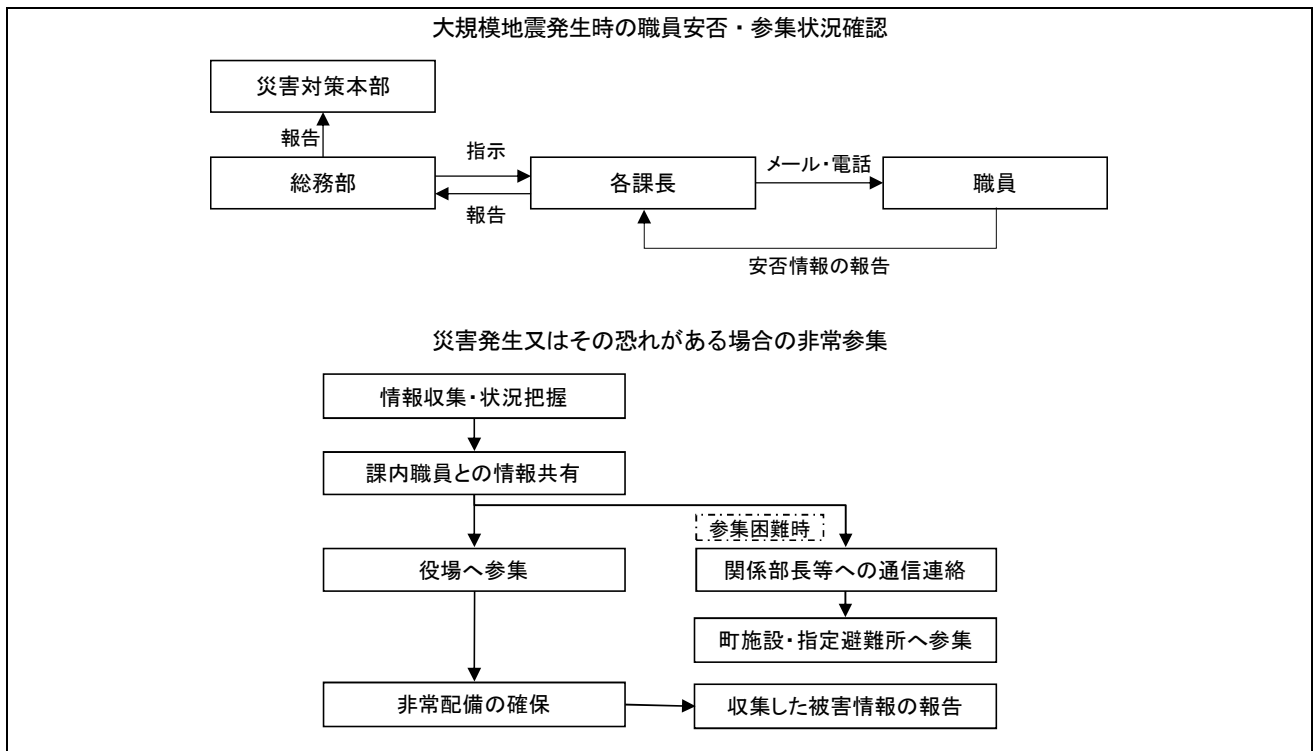 大規模地震発生時の職員安否・参集状況確認
災害対策本部
報告
指示
メール・電話
総務部
各課長
職員
報告
安否情報の報告
災害発生又はその恐れがある場合の非常参集
情報収集・状況把握
課内職員との情報共有
参集困難時
役場へ参集
関係部長等への通信連絡
町施設・指定避難所へ参集
非常配備の確保
収集した被害情報の報告